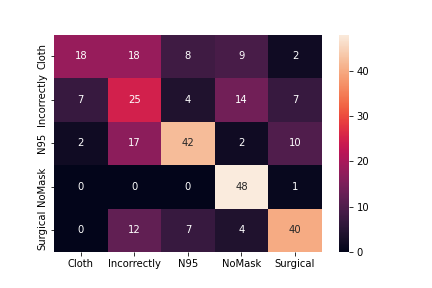 Cloth 18 18 8 9 2
Incorrectly 7 25 4 14 7
N95 2 17 42 2 10
NoMask 0 0 0 48 1
Surgical 0 12 7 4 40
Cloth Incorrectly N95 NoMask Surgical
40
30
20
10
0